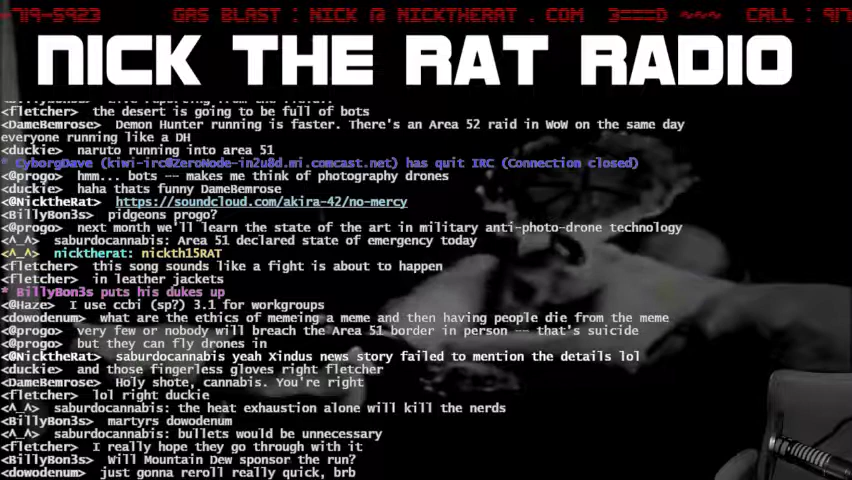 -719-5923 GAS BLAST : NICK @ NICKTHERAT . COM 3===D ~~~ CALL : 917
NICK THE RAT RADIO
<fletcher> the desert is going to be full of bots
<DameBemrose> Demon Hunter running is faster. There's an Area 52 raid in WoW on the same day
everyone running like a DH
<duckie> naruto running into area 51
* CyborgDave (kiwi-irc@ZeroNode-in2u8d.mi.comcast.net) has quit IRC (Connection closed)
<@progo> hmm... bots -- makes me think of photography drones
<duckie> haha thats funny DameBemrose
<@NicktheRat> https://soundcloud.com/akira-42/no-mercy
<BillyBon3s> pidgeons progo?
<@progo> next month we'll learn the state of the art in military anti-photo-drone technology
<^_^> saburdocannabis: Area 51 declared state of emergency today
<^_^> nicktherat: nickth15RAT
<fletcher> this song sounds like a fight is about to happen
<fletcher> in leather jackets
* BillyBon3s puts his dukes up
<@Haze> I use ccbi (sp?) 3.1 for workgroups
<dowodenum> what are the ethics of memeing a meme and then having people die from the meme
<@progo> very few or nobody will breach the Area 51 border in person -- that's suicide
<@progo> but they can fly drones in
<@NicktheRat> saburdocannabis yeah Xindus news story failed to mention the details lol
<duckie> and those fingerless gloves right fletcher
<DameBemrose> Holy shote, cannabis. You're right
<fletcher> lol right duckie
<^_^> saburdocannabis: the heat exhaustion alone will kill the nerds
<BillyBon3s> martyrs dowodenum
<^_^> saburdocannabis: bullets would be unnecessary
<fletcher> I really hope they go through with it
<BillyBon3s> Will Mountain Dew sponsor the run?
<dowodenum> just gonna reroll really quick, brb